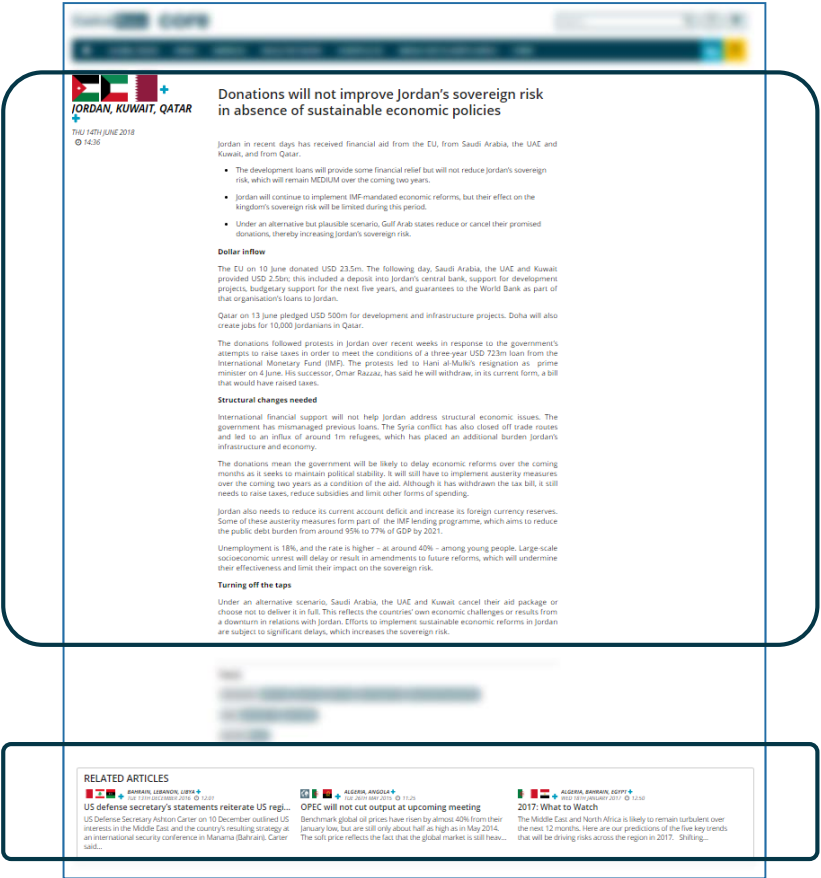 CORE
JORDAN, KUWAIT, QATAR
THU 14TH JUNE 2018
14:36
Donations will not improve Jordan's sovereign risk
in absence of sustainable economic policies
Jordan in recent days has received financial aid from the EU, from Saudi Arabia, the UAE and
Kuwait, and from Qatar.
• The development loans will provide some financial relief but will not reduce Jordan's sovereign
risk, which will remain MEDIUM over the coming two years.
• Jordan will continue to implement IMF-mandated economic reforms, but their effect on the
kingdom's sovereign risk will be limited during this period.
• Under an alternative but plausible scenario, Gulf Arab states reduce or cancel their promised
donations, thereby increasing Jordan's sovereign risk.
Dollar inflow
The EU on 10 June donated USD 23.5m. The following day, Saudi Arabia, the UAE and Kuwait
provided USD 2.5bn; this included a deposit into Jordan's central bank, support for development
projects, budgetary support for the next five years, and guarantees to the World Bank as part of
that organisation's loans to Jordan.
Qatar on 13 June pledged USD 500m for development and infrastructure projects. Doha will also
create jobs for 10,000 Jordanians in Qatar.
The donations followed protests in Jordan over recent weeks in response to the government's
attempts to raise taxes in order to meet the conditions of a three-year USD 723m loan from the
International Monetary Fund (IMF). The protests led to Hani al-Mulki's resignation as prime
minister on 4 June. His successor, Omar Razzaz, has said he will withdraw, in its current form, a bill
that would have raised taxes.
Structural changes needed
International financial support will not help Jordan address structural economic issues. The
government has mismanaged previous loans. The Syria conflict has also closed off trade routes
and led to an influx of around 1m refugees, which has placed an additional burden Jordan's
infrastructure and economy.
The donations mean the government will be likely to delay economic reforms over the coming
months as it seeks to maintain political stability. It will still have to implement austerity measures
over the coming two years as a condition of the aid. Although it has withdrawn the tax bill, it still
needs to raise taxes, reduce subsidies and limit other forms of spending.
Jordan also needs to reduce its current account deficit and increase its foreign currency reserves.
Some of these austerity measures form part of the IMF lending programme, which aims to reduce
the public debt burden from around 95% to 77% of GDP by 2021.
Unemployment is 18%, and the rate is higher – at around 40% – among young people. Large-scale
socioeconomic unrest will delay or result in amendments to future reforms, which will undermine
their effectiveness and limit their impact on the sovereign risk.
Turning off the taps
Under an alternative scenario, Saudi Arabia, the UAE and Kuwait cancel their aid package or
choose not to deliver it in full. This reflects the countries' own economic challenges or results from
a downturn in relations with Jordan. Efforts to implement sustainable economic reforms in Jordan
are subject to significant delays, which increases the sovereign risk.
RELATED ARTICLES
BAHRAIN, LEBANON, LIBYA
TUE 13TH DECEMBER 2016 12:01
US defense secretary's statements reiterate US regi...
US Defense Secretary Ashton Carter on 10 December outlined US
interests in the Middle East and the country's resulting strategy at
an international security conference in Manama (Bahrain). Carter
said...
ALGERIA, ANGOLA
TUE 26TH MAY 2015 11:25
OPEC will not cut output at upcoming meeting
Benchmark global oil prices have risen by almost 40% from their
January low, but are still only about half as high as in May 2014.
The soft price reflects the fact that the global market is still heav...
ALGERIA, BAHRAIN, EGYPT
WED 18TH JANUARY 2017 12:50
2017: What to Watch
The Middle East and North Africa is likely to remain turbulent over
the next 12 months. Here are our predictions of the five key trends
that will be driving risks across the region in 2017. Shifting...